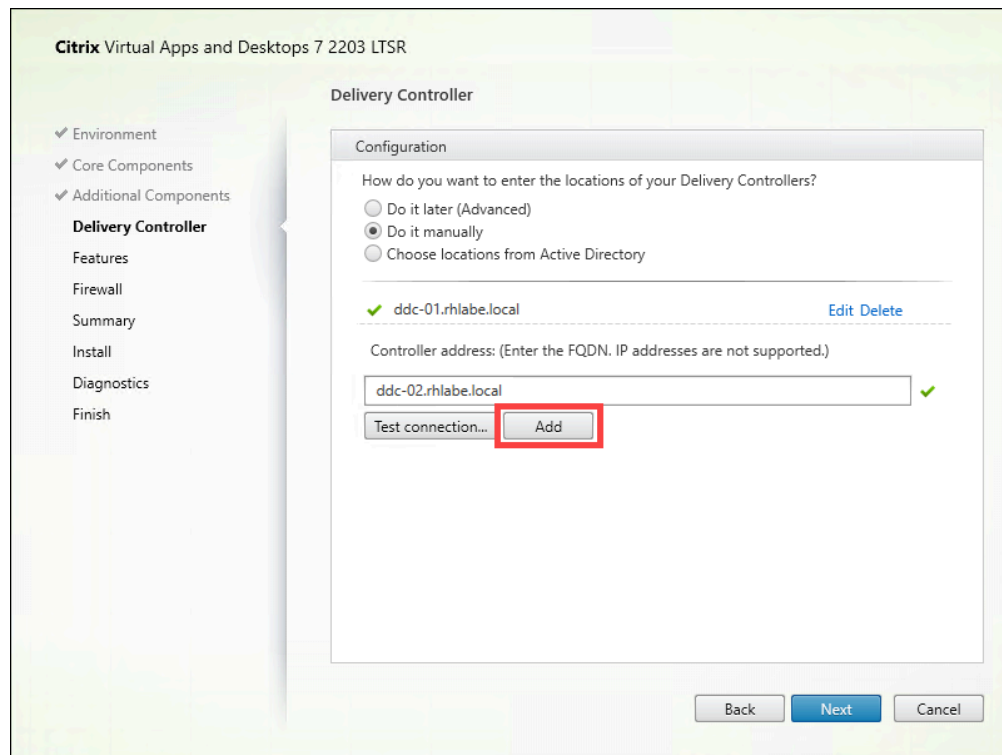 Citrix Virtual Apps and Desktops 7 2203 LTSR
Delivery Controller
Environment
Core Components
Additional Components
Delivery Controller
Features
Firewall
Summary
Install
Diagnostics
Finish
Configuration
How do you want to enter the locations of your Delivery Controllers?
Do it later (Advanced)
Do it manually
Choose locations from Active Directory
ddc-01.rhlabe.local Edit Delete
Controller address: (Enter the FQDN. IP addresses are not supported.)
ddc-02.rhlabe.local
Test connection... Add
Back Next Cancel